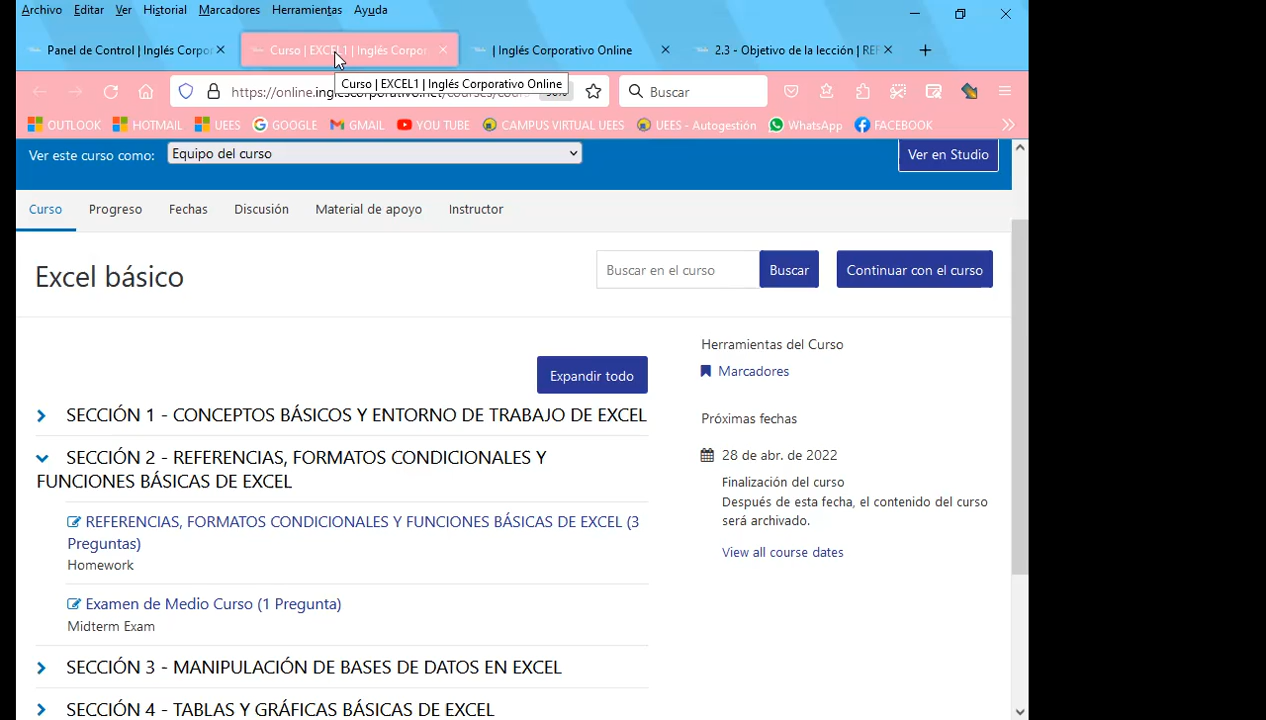 Archivo Editar Ver Historial Marcadores Herramientas Ayuda
Panel de Control | Inglés Corpor
Curso | EXCEL1 | Inglés Corpor
| Inglés Corporativo Online
2.3 - Objetivo de la lección | REF
Curso | EXCEL1 | Inglés Corporativo Online
Buscar
OUTLOOK HOTMAIL UEES GOOGLE GMAIL YOU TUBE CAMPUS VIRTUAL UEES UEES - Autogestión WhatsApp FACEBOOK
Ver este curso como: Equipo del curso Ver en Studio
Curso Progreso Fechas Discusión Material de apoyo Instructor
Excel básico
Buscar en el curso Buscar Continuar con el curso
Expandir todo
SECCIÓN 1 - CONCEPTOS BÁSICOS Y ENTORNO DE TRABAJO DE EXCEL
SECCIÓN 2 - REFERENCIAS, FORMATOS CONDICIONALES Y
FUNCIONES BÁSICAS DE EXCEL
REFERENCIAS, FORMATOS CONDICIONALES Y FUNCIONES BÁSICAS DE EXCEL (3
Preguntas)
Homework
Examen de Medio Curso (1 Pregunta)
Midterm Exam
SECCIÓN 3 - MANIPULACIÓN DE BASES DE DATOS EN EXCEL
SECCIÓN 4 - TABLAS Y GRÁFICAS BÁSICAS DE EXCEL
Herramientas del Curso
Marcadores
Próximas fechas
28 de abr. de 2022
Finalización del curso
Después de esta fecha, el contenido del curso
será archivado.
View all course dates